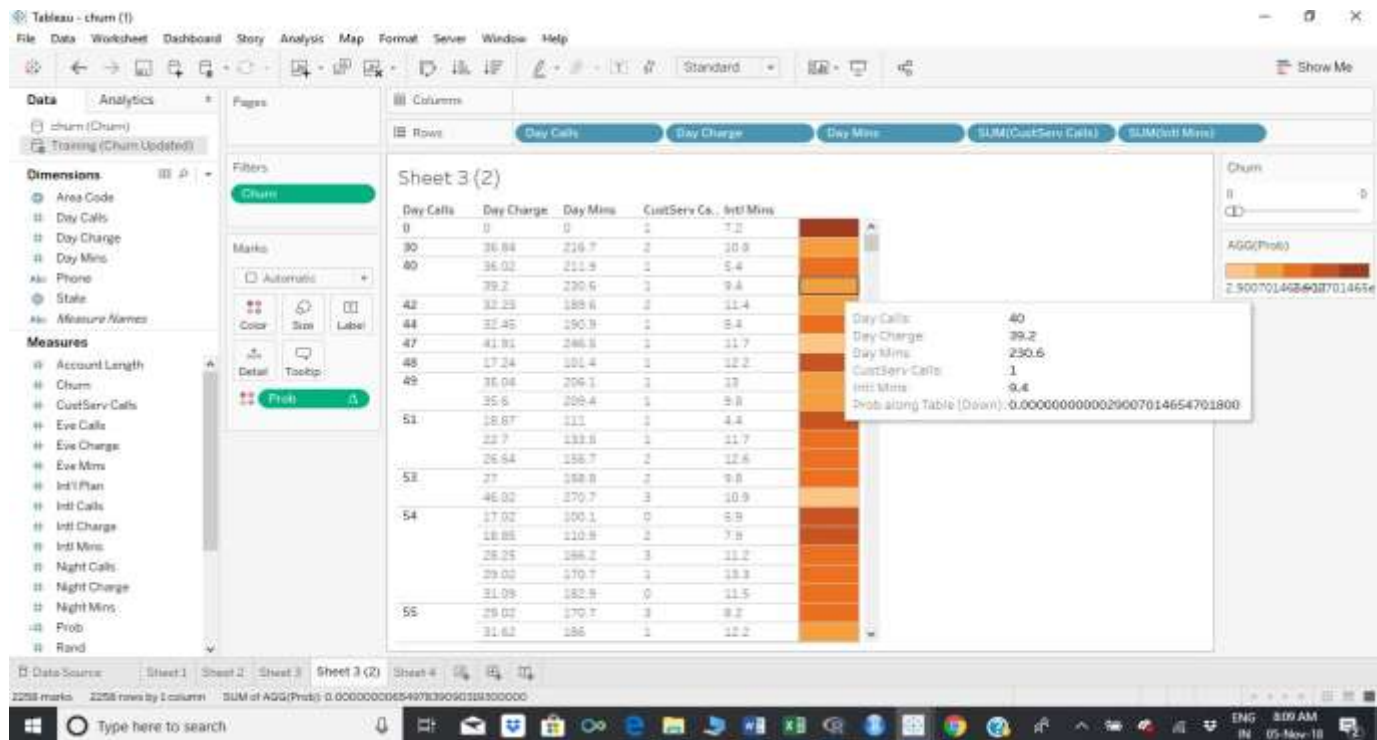 Tableau - churn (1)
File Data Worksheet Dashboard Story Analysis Map Format Server Window Help
Standard
Show Me
Data Analytics
Pages
Columns
churn (Churn)
Training (Churn Updated)
Rows Day Calls Day Charge Day Mins SUM(CustServ Calls) SUM(Intl Mins)
Dimensions
Area Code
Day Calls
Day Charge
Day Mins
Phone
State
Measure Names
Measures
Account Length
Churn
CustServ Calls
Eve Calls
Eve Charge
Eve Mins
Int'l Plan
Intl Calls
Intl Charge
Intl Mins
Night Calls
Night Charge
Night Mins
Prob
Rand
Filters
Churn
Marks
Automatic
Color Size Label
Detail Tooltip
Prob
Sheet 3 (2)
Day Calls Day Charge Day Mins CustServ Ca.. Intl Mins
0 0 0 1 7.2
30 36.84 216.7 2 10.8
40 36.02 211.9 1 5.4
39.2 230.6 1 9.4
42 32.23 189.6 2 11.4
44 32.45 190.9 1
47 41.91 246.5 1 11.7
48 17.24 101.4 1 12.2
49 35.04 206.1 1 13
35.6 209.4 1 9.8
51 18.87 111 1 4.4
22.7 1 11.7
26.64 156.7 2 12.6
53 27 158.8 2 9.8
46.02 270.7 3 10.9
54 17.02 100.1 0
18.85 110.9 2 7.9
28.25 166.2 3 11.2
29.02 170.7 1 13.3
31.09 182.9 0 11.5
55 29.02 170.7 3 8.2
31.62 186 1 12.2
Day Calls: 40
Day Charge: 39.2
Day Mins: 230.6
CustServ Calls: 1
Intl Mins: 9.4
Prob along Table (Down): 0.0000000000029007014654701800
Churn
0 0
AGG(Prob)
Data Source Sheet 1 Sheet 2 Sheet 3 Sheet 3 (2) Sheet 4
2258 marks 2258 rows by 1 column SUM of AGG(Prob):
Type here to search
ENG 8:09 AM
IN 05-Nov-18